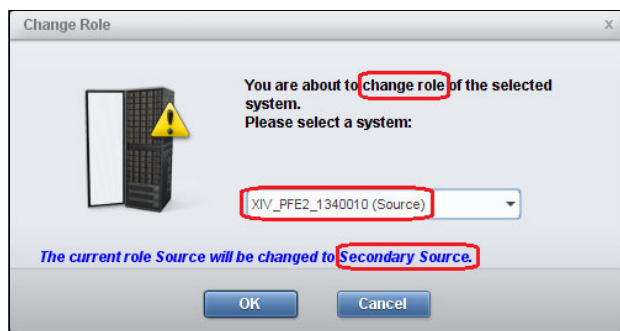 Change Role
x
You are about to change role of the selected
system.
Please select a system:
XIV_PFE2_1340010 (Source)
The current role Source will be changed to Secondary Source.
OK
Cancel